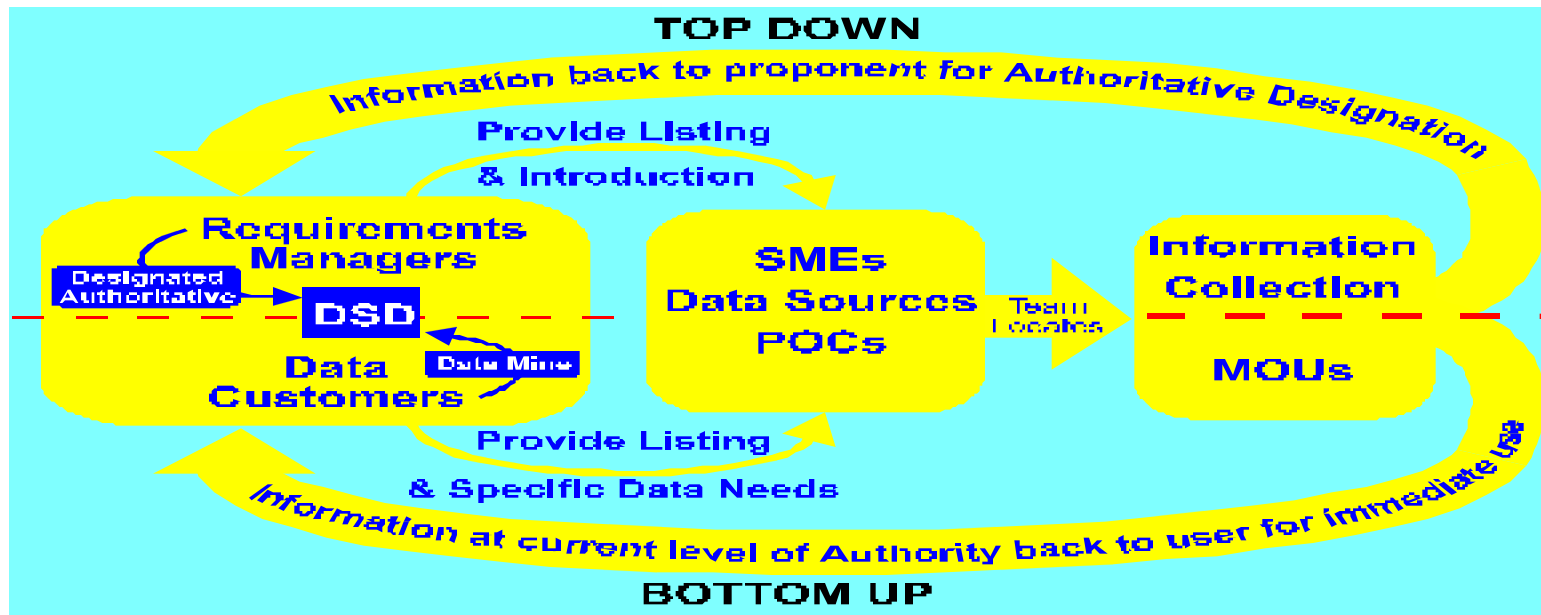 TOP DOWN
Information back to proponent for Authoritative Designation
Provide Listing
& Introduction
Requirements
Managers
Designated
Authoritative
DSD
Data Mine
Data
Customers
SMEs
Data Sources
POCs
Team
Locates
Information
Collection
MOUs
Provide Listing
& Specific Data Needs
Information at current level of Authority back to user for immediate use
BOTTOM UP